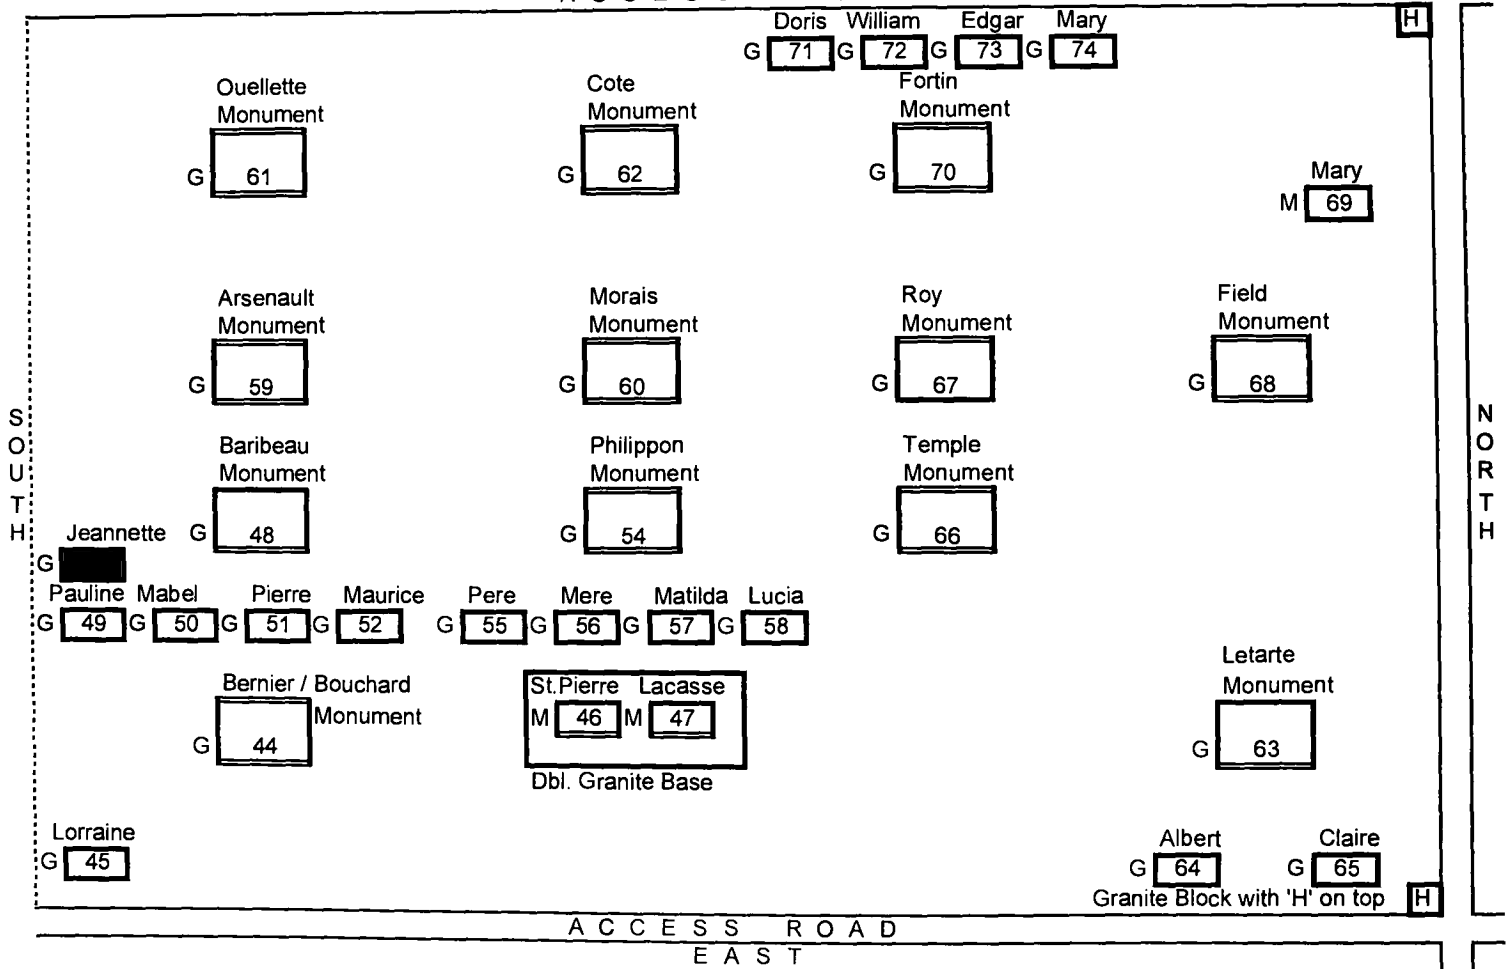 H
Doris William Edgar Mary
G 71 G 72 G 73 G 74
Ouellette
Monument
G 61
Cote
Monument
G 62
Fortin
Monument
G 70
Mary
M 69
Arsenault
Monument
G 59
Morais
Monument
G 60
Roy
Monument
G 67
Field
Monument
G 68
SOUTH
NORTH
Baribeau
Monument
G 48
Philippon
Monument
G 54
Temple
Monument
G 66
Jeannette
G
Pauline Mabel Pierre Maurice Pere Mere Matilda Lucia
G 49 G 50 G 51 G 52 G 55 G 56 G 57 G 58
Bernier / Bouchard
Monument
G 44
St.Pierre Lacasse
M 46 M 47
Dbl. Granite Base
Letarte
Monument
G 63
Lorraine
G 45
Albert Claire
G 64 G 65
Granite Block with 'H' on top H
ACCESS ROAD
EAST